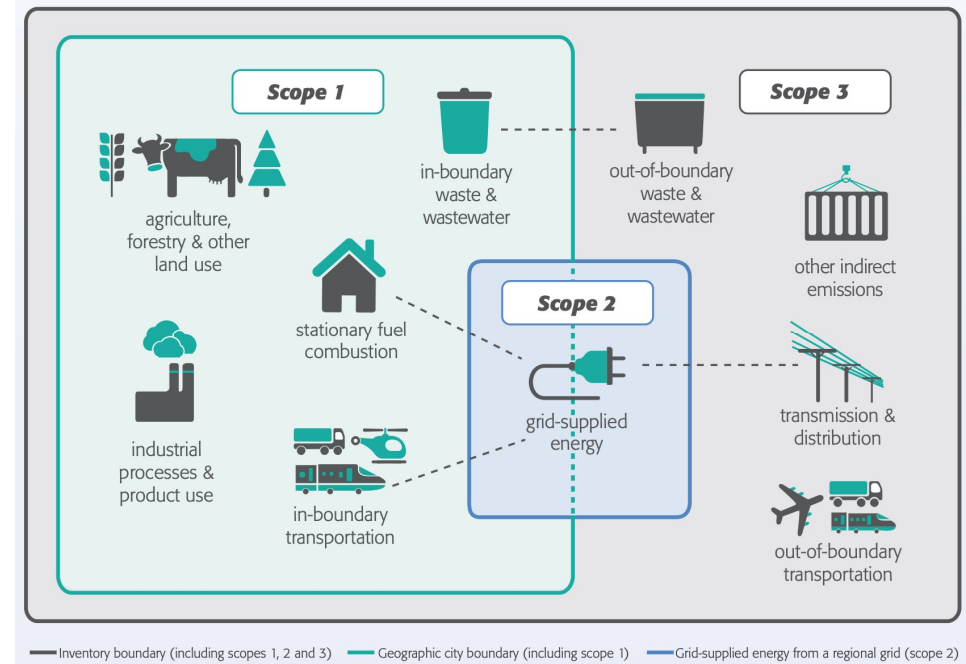 Scope 1
Scope 3
in-boundary
waste &
wastewater
out-of-boundary
waste &
wastewater
agriculture,
forestry & other
land use
other indirect
emissions
Scope 2
stationary fuel
combustion
grid-supplied
energy
transmission &
distribution
industrial
processes &
product use
in-boundary
transportation
out-of-boundary
transportation
Inventory boundary (including scopes 1, 2 and 3)
Geographic city boundary (including scope 1)
Grid-supplied energy from a regional grid (scope 2)